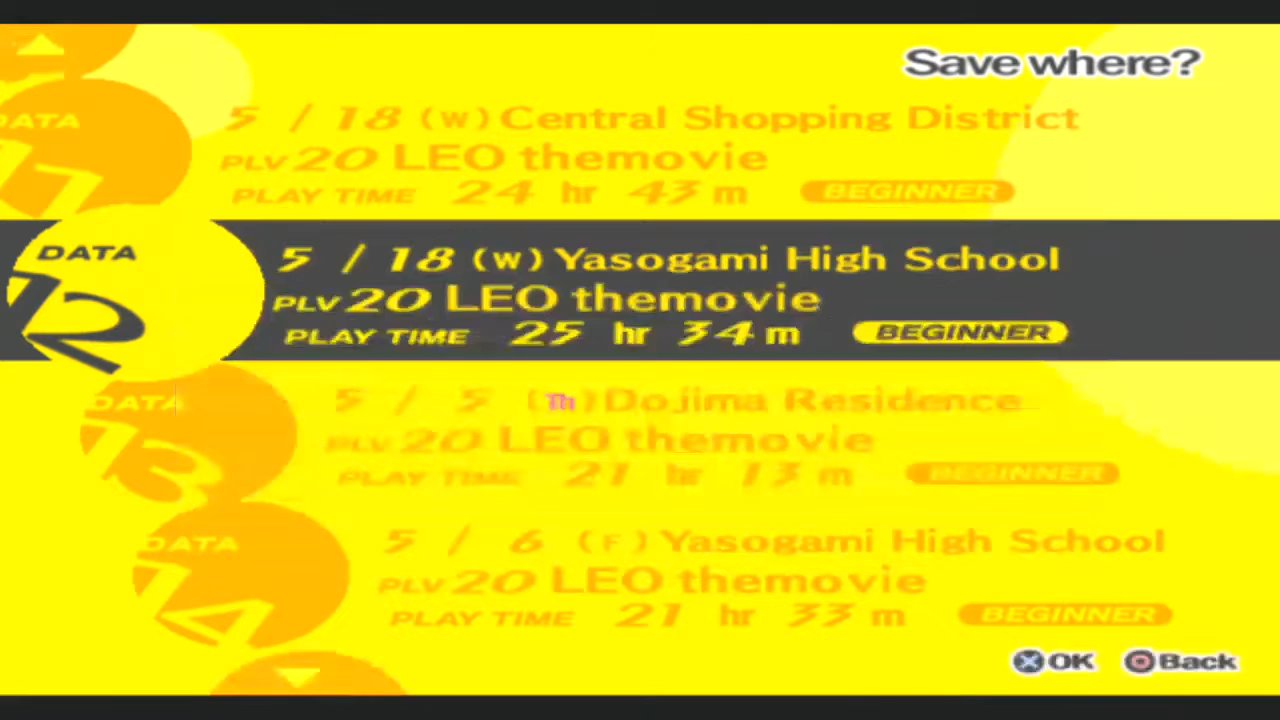 Save where?
DATA
11
5 / 18 (W) Central Shopping District
PLV 20 LEO themovie
PLAY TIME 24 hr 43 m BEGINNER
DATA
12
5 / 18 (W) Yasogami High School
PLV 20 LEO themovie
PLAY TIME 25 hr 34 m BEGINNER
DATA
13
5 / 5 (Th) Dojima Residence
PLV 20 LEO themovie
PLAY TIME 21 hr 13 m BEGINNER
DATA
14
5 / 6 (F) Yasogami High School
PLV 20 LEO themovie
PLAY TIME 21 hr 33 m BEGINNER
OK Back